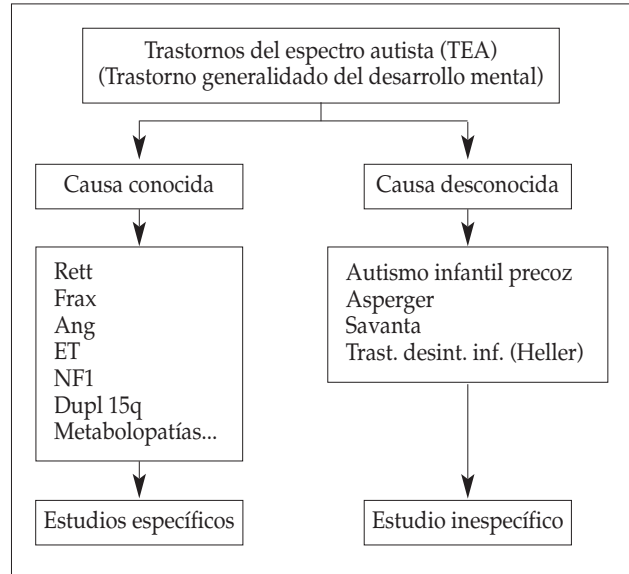 Trastornos del espectro autista (TEA)
(Trastorno generalidado del desarrollo mental)
Causa conocida
Causa desconocida
Rett
Frax
Ang
ET
NF1
Dupl 15q
Metabolopatías...
Autismo infantil precoz
Asperger
Savanta
Trast. desint. inf. (Heller)
Estudios específicos
Estudio inespecífico